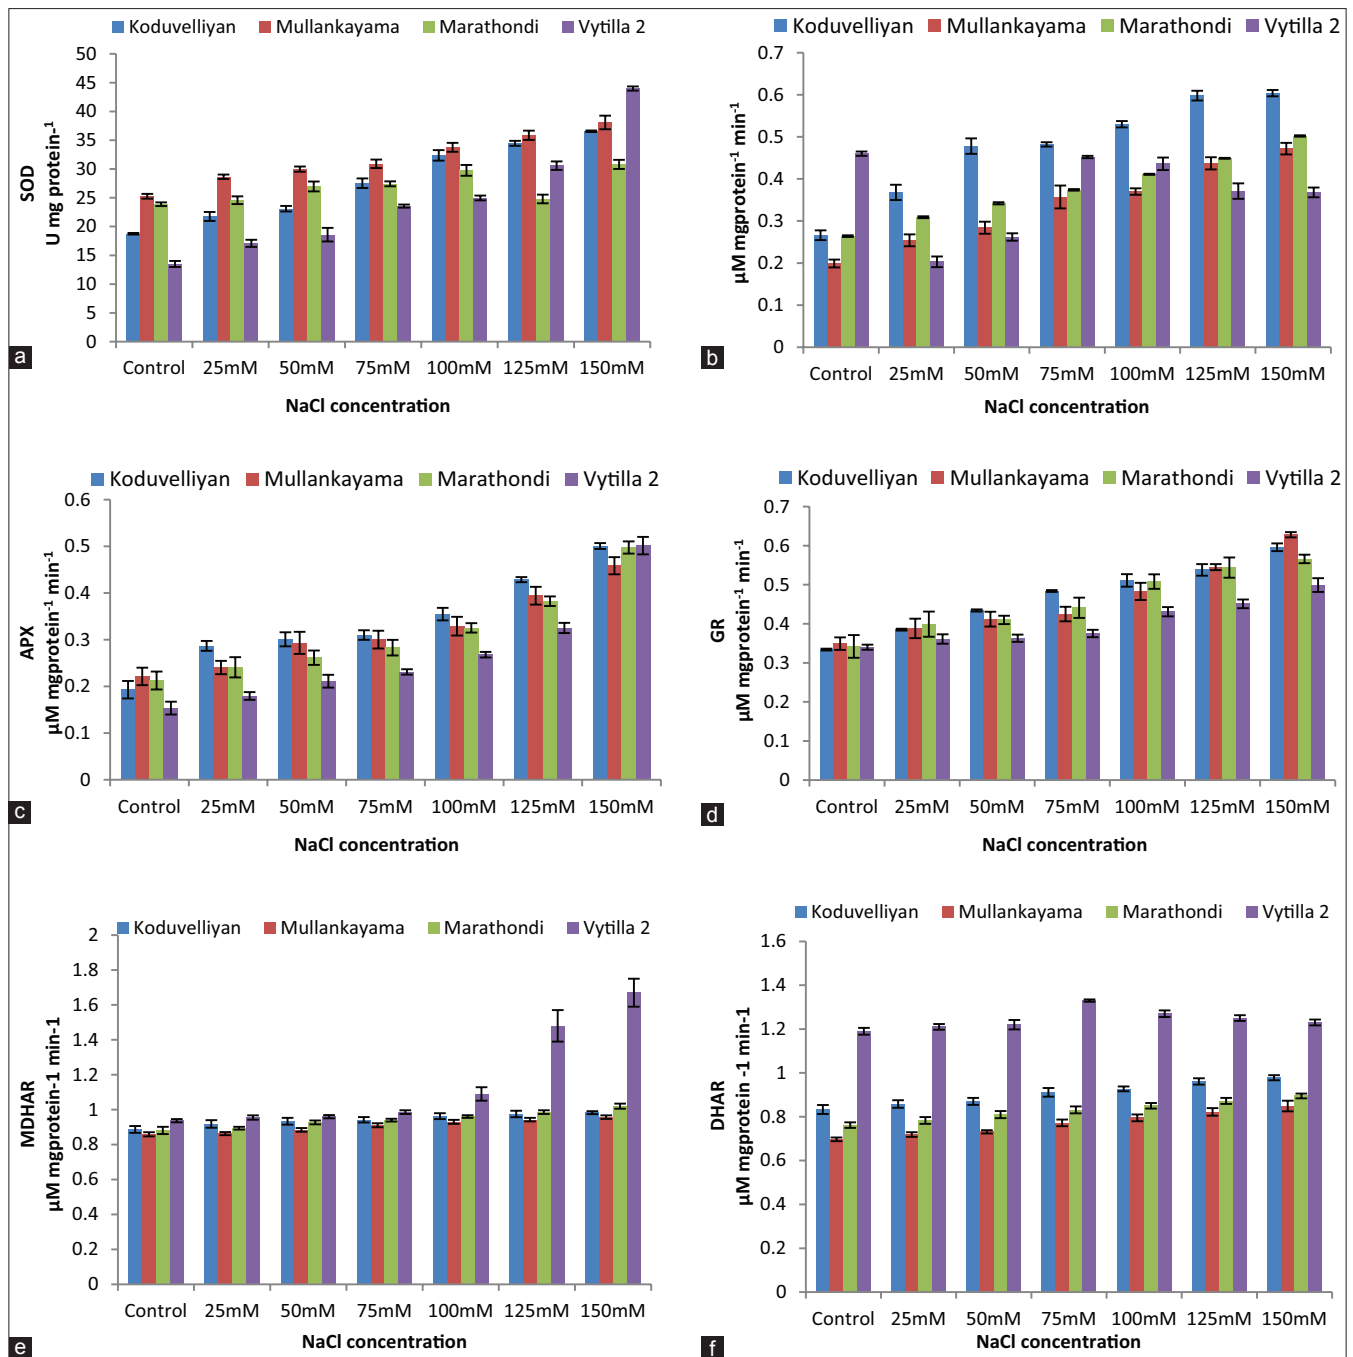 Koduvelliyan Mullankayama Marathondi Vytilla 2
SOD
U mg protein-¹
50
45
40
35
30
25
20
15
10
5
0
Control 25mM 50mM 75mM 100mM 125mM 150mM
NaCl concentration
a
Koduvelliyan Mullankayama Marathondi Vytilla 2
µM mgprotein⁻¹ min⁻¹
0.7
0.6
0.5
0.4
0.3
0.2
0.1
0
Control 25mM 50mM 75mM 100mM 125mM 150mM
NaCl concentration
b
Koduvelliyan Mullankayama Marathondi Vytilla 2
APX
µM mgprotein⁻¹ min⁻¹
0.6
0.5
0.4
0.3
0.2
0.1
0
Control 25mM 50mM 75mM 100mM 125mM 150mM
NaCl concentration
c
Koduvelliyan Mullankayama Marathondi Vytilla 2
GR
µM mgprotein⁻¹ min⁻¹
0.7
0.6
0.5
0.4
0.3
0.2
0.1
0
Control 25mM 50mM 75mM 100mM 125mM 150mM
NaCl concentration
d
Koduvelliyan Mullankayama Marathondi Vytilla 2
MDHAR
µM mgprotein-1 min-1
2
1.8
1.6
1.4
1.2
1
0.8
0.6
0.4
0.2
0
Control 25mM 50mM 75mM 100mM 125mM 150mM
NaCl concentration
e
Koduvelliyan Mullankayama Marathondi Vytilla 2
DHAR
µM mgprotein -1 min-1
1.6
1.4
1.2
1
0.8
0.6
0.4
0.2
0
Control 25mM 50mM 75mM 100mM 125mM 150mM
NaCl concentration
f